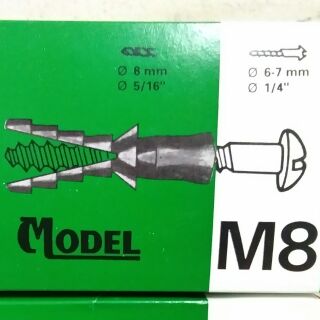 Ø 8 mm
Ø 5/16"
Ø 6-7 mm
Ø 1/4"
MODEL
M8